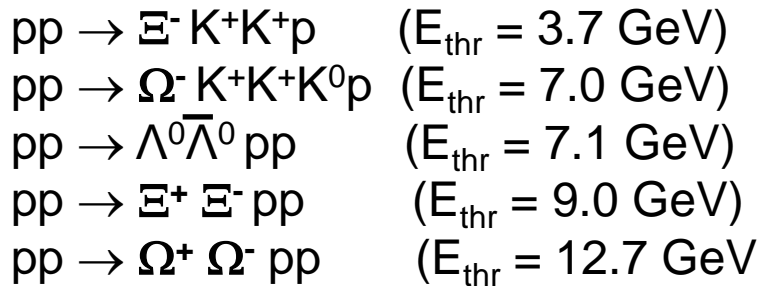 pp → Ξ⁻ K⁺K⁺p (E_thr = 3.7 GeV)
pp → Ω⁻ K⁺K⁺K⁰p (E_thr = 7.0 GeV)
pp → Λ⁰Λ̅⁰ pp (E_thr = 7.1 GeV)
pp → Ξ⁺ Ξ⁻ pp (E_thr = 9.0 GeV)
pp → Ω⁺ Ω⁻ pp (E_thr = 12.7 GeV